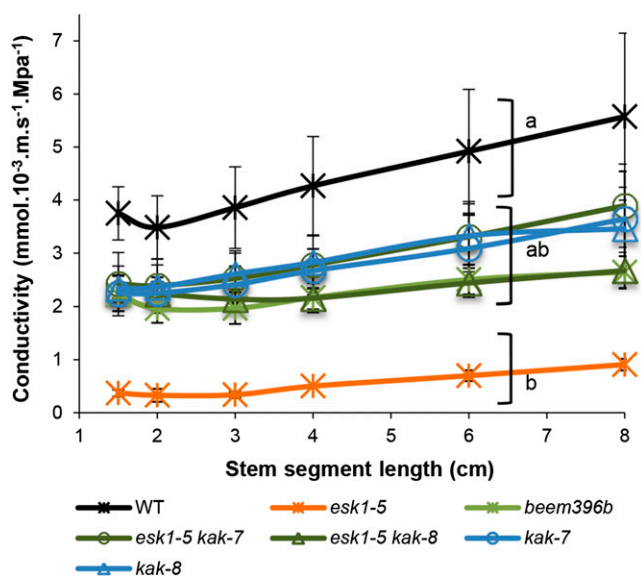 Conductivity (mmol.10⁻³.m.s⁻¹.Mpa⁻¹)
7
6
5
4
3
2
1
0
a
ab
b
1 2 3 4 5 6 7 8
Stem segment length (cm)
WT esk1-5 beem396b
esk1-5 kak-7 esk1-5 kak-8 kak-7
kak-8